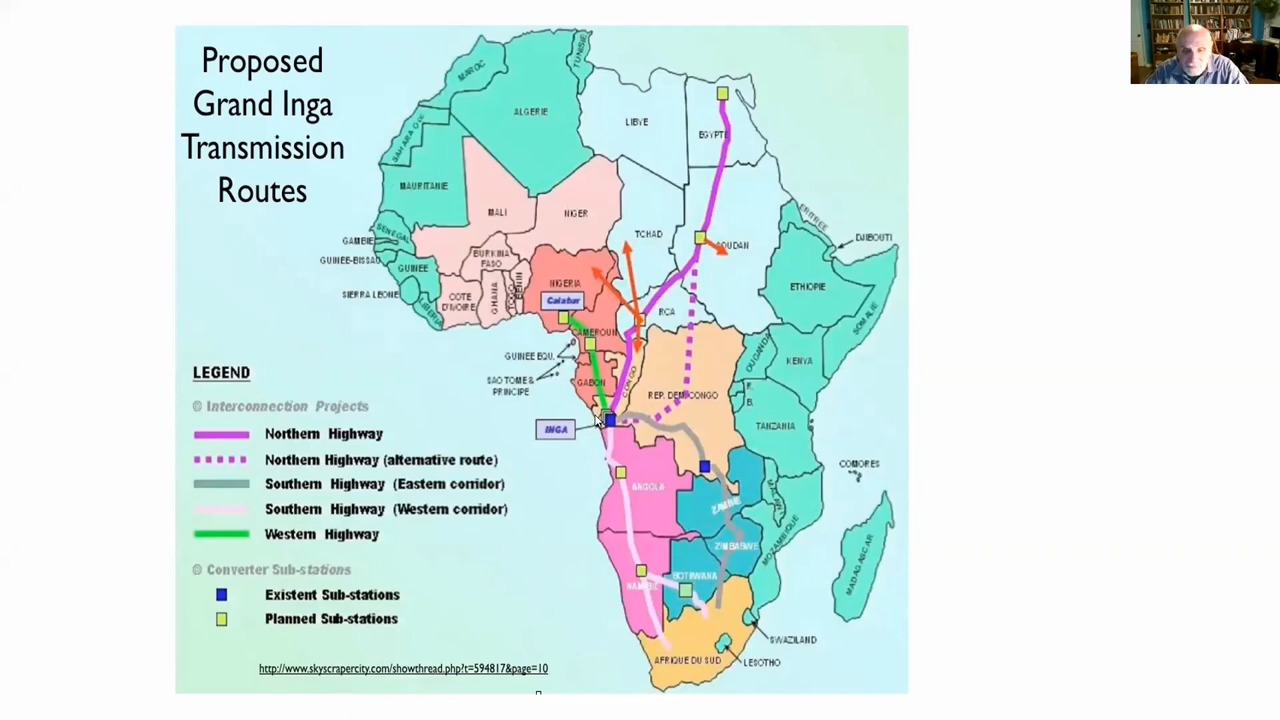 Proposed
Grand Inga
Transmission
Routes
MAROC
TUNISIE
ALGERIE
LIBYE
EGYPTE
MAURITANIE
MALI
NIGER
TCHAD
SOUDAN
ERITREE
DJIBOUTI
SENEGAL
GAMBIE
GUINEE-BISSAU
GUINEE
SIERRA LEONE
LIBERIA
COTE
D'IVOIRE
BURKINA
FASO
GHANA
TOGO
BENIN
NIGERIA
Calabar
CAMEROUN
RCA
ETHIOPIE
SOMALIE
GUINEE EQU.
SAO TOME &
PRINCIPE
GABON
CONGO
REP. DEM. CONGO
OUGANDA
KENYA
R.
B.
TANZANIA
INGA
ANGOLA
COMORES
MALAWI
MOZAMBIQUE
MADAGASCAR
ZIMBABWE
BOTSWANA
SWAZILAND
LESOTHO
AFRIQUE DU SUD
LEGEND
Interconnection Projects
Northern Highway
Northern Highway (alternative route)
Southern Highway (Eastern corridor)
Southern Highway (Western corridor)
Western Highway
Converter Sub-stations
Existent Sub-stations
Planned Sub-stations
http://www.skyscrapercity.com/showthread.php?t=594817&page=10